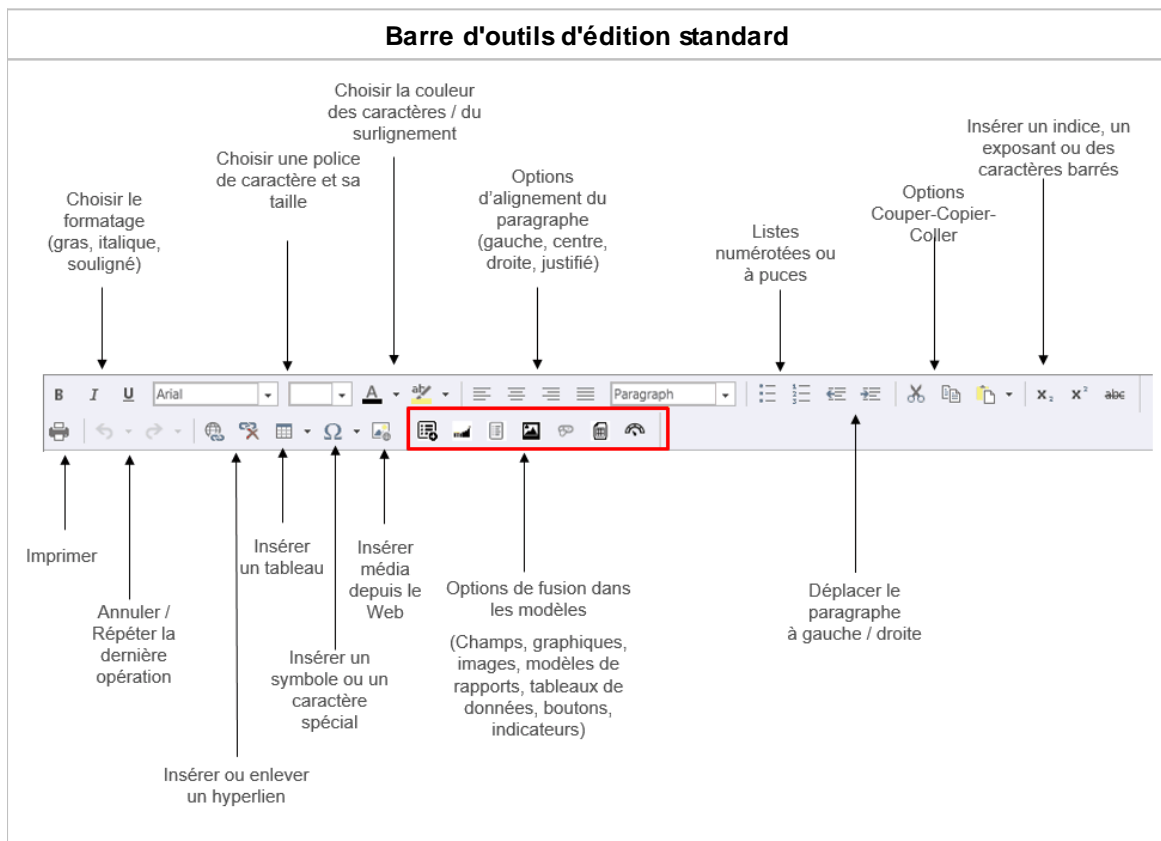 Barre d'outils d'édition standard
Choisir la couleur
des caractères / du
surlignement
Insérer un indice, un
exposant ou des
caractères barrés
Choisir une police
de caractère et sa
taille
Options
d'alignement du
paragraphe
(gauche, centre,
droite, justifié)
Options
Couper-Copier-
Coller
Choisir le
formatage
(gras, italique,
souligné)
Listes
numérotées ou
à puces
B I U Arial A aby Paragraph x₂ x² abc
Ω
Imprimer
Insérer
un tableau
Insérer
média
depuis le
Web
Options de fusion dans
les modèles
(Champs, graphiques,
images, modèles de
rapports, tableaux de
données, boutons,
indicateurs)
Déplacer le
paragraphe
à gauche / droite
Annuler /
Répéter la
dernière
opération
Insérer un
symbole ou un
caractère
spécial
Insérer ou enlever
un hyperlien